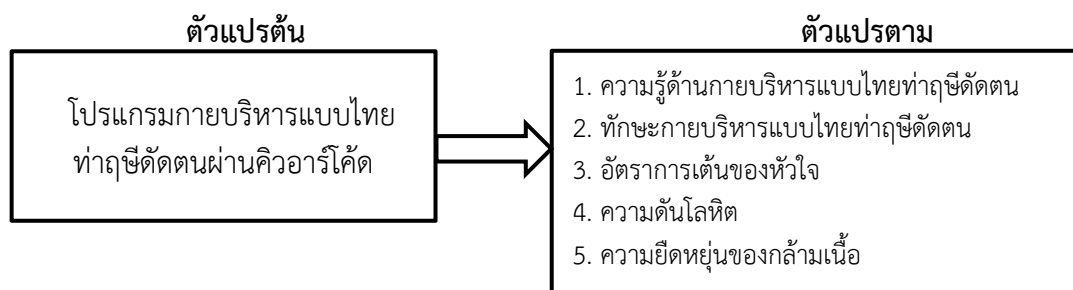 ตัวแปรต้น
โปรแกรมกายบริหารแบบไทย
ท่าฤๅษีดัดตนผ่านคิวอาร์โค้ด
ตัวแปรตาม
1. ความรู้ด้านกายบริหารแบบไทยท่าฤๅษีดัดตน
2. ทักษะกายบริหารแบบไทยท่าฤๅษีดัดตน
3. อัตราการเต้นของหัวใจ
4. ความดันโลหิต
5. ความยืดหยุ่นของกล้ามเนื้อ